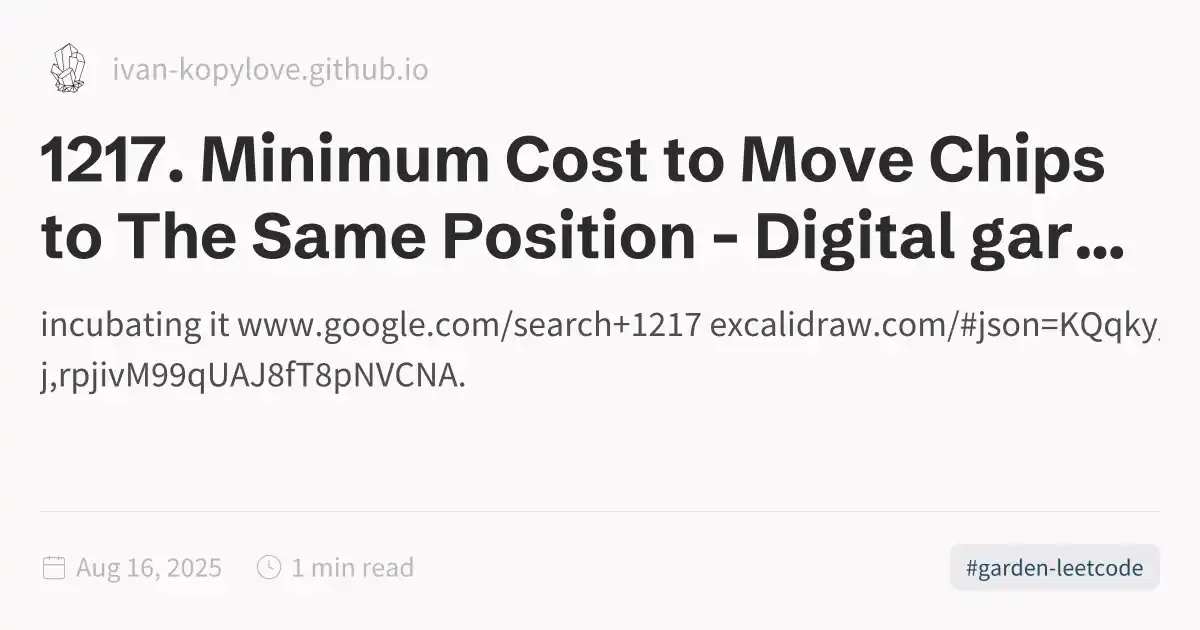 ivan-kopylove.github.io
1217. Minimum Cost to Move Chips
to The Same Position - Digital gar...
incubating it www.google.com/search+1217 excalidraw.com/#json=KQqky
j,rpjivM99qUAJ8fT8pNVCNA.
Aug 16, 2025
1 min read
#garden-leetcode